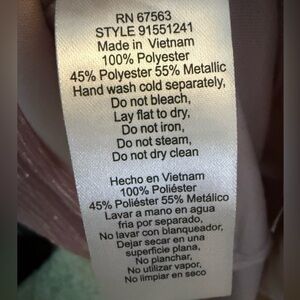 RN 67563
STYLE 91551241
Made in Vietnam
100% Polyester
45% Polyester 55% Metallic
Hand wash cold separately,
Do not bleach,
Lay flat to dry,
Do not iron,
Do not steam,
Do not dry clean
Hecho en Vietnam
100% Poliéster
45% Poliéster 55% Metálico
Lavar a mano en agua
fria por separado,
No lavar con blanqueador,
Dejar secar en una
superficie plana,
No planchar,
No utilizar vapor,
No limpiar en seco